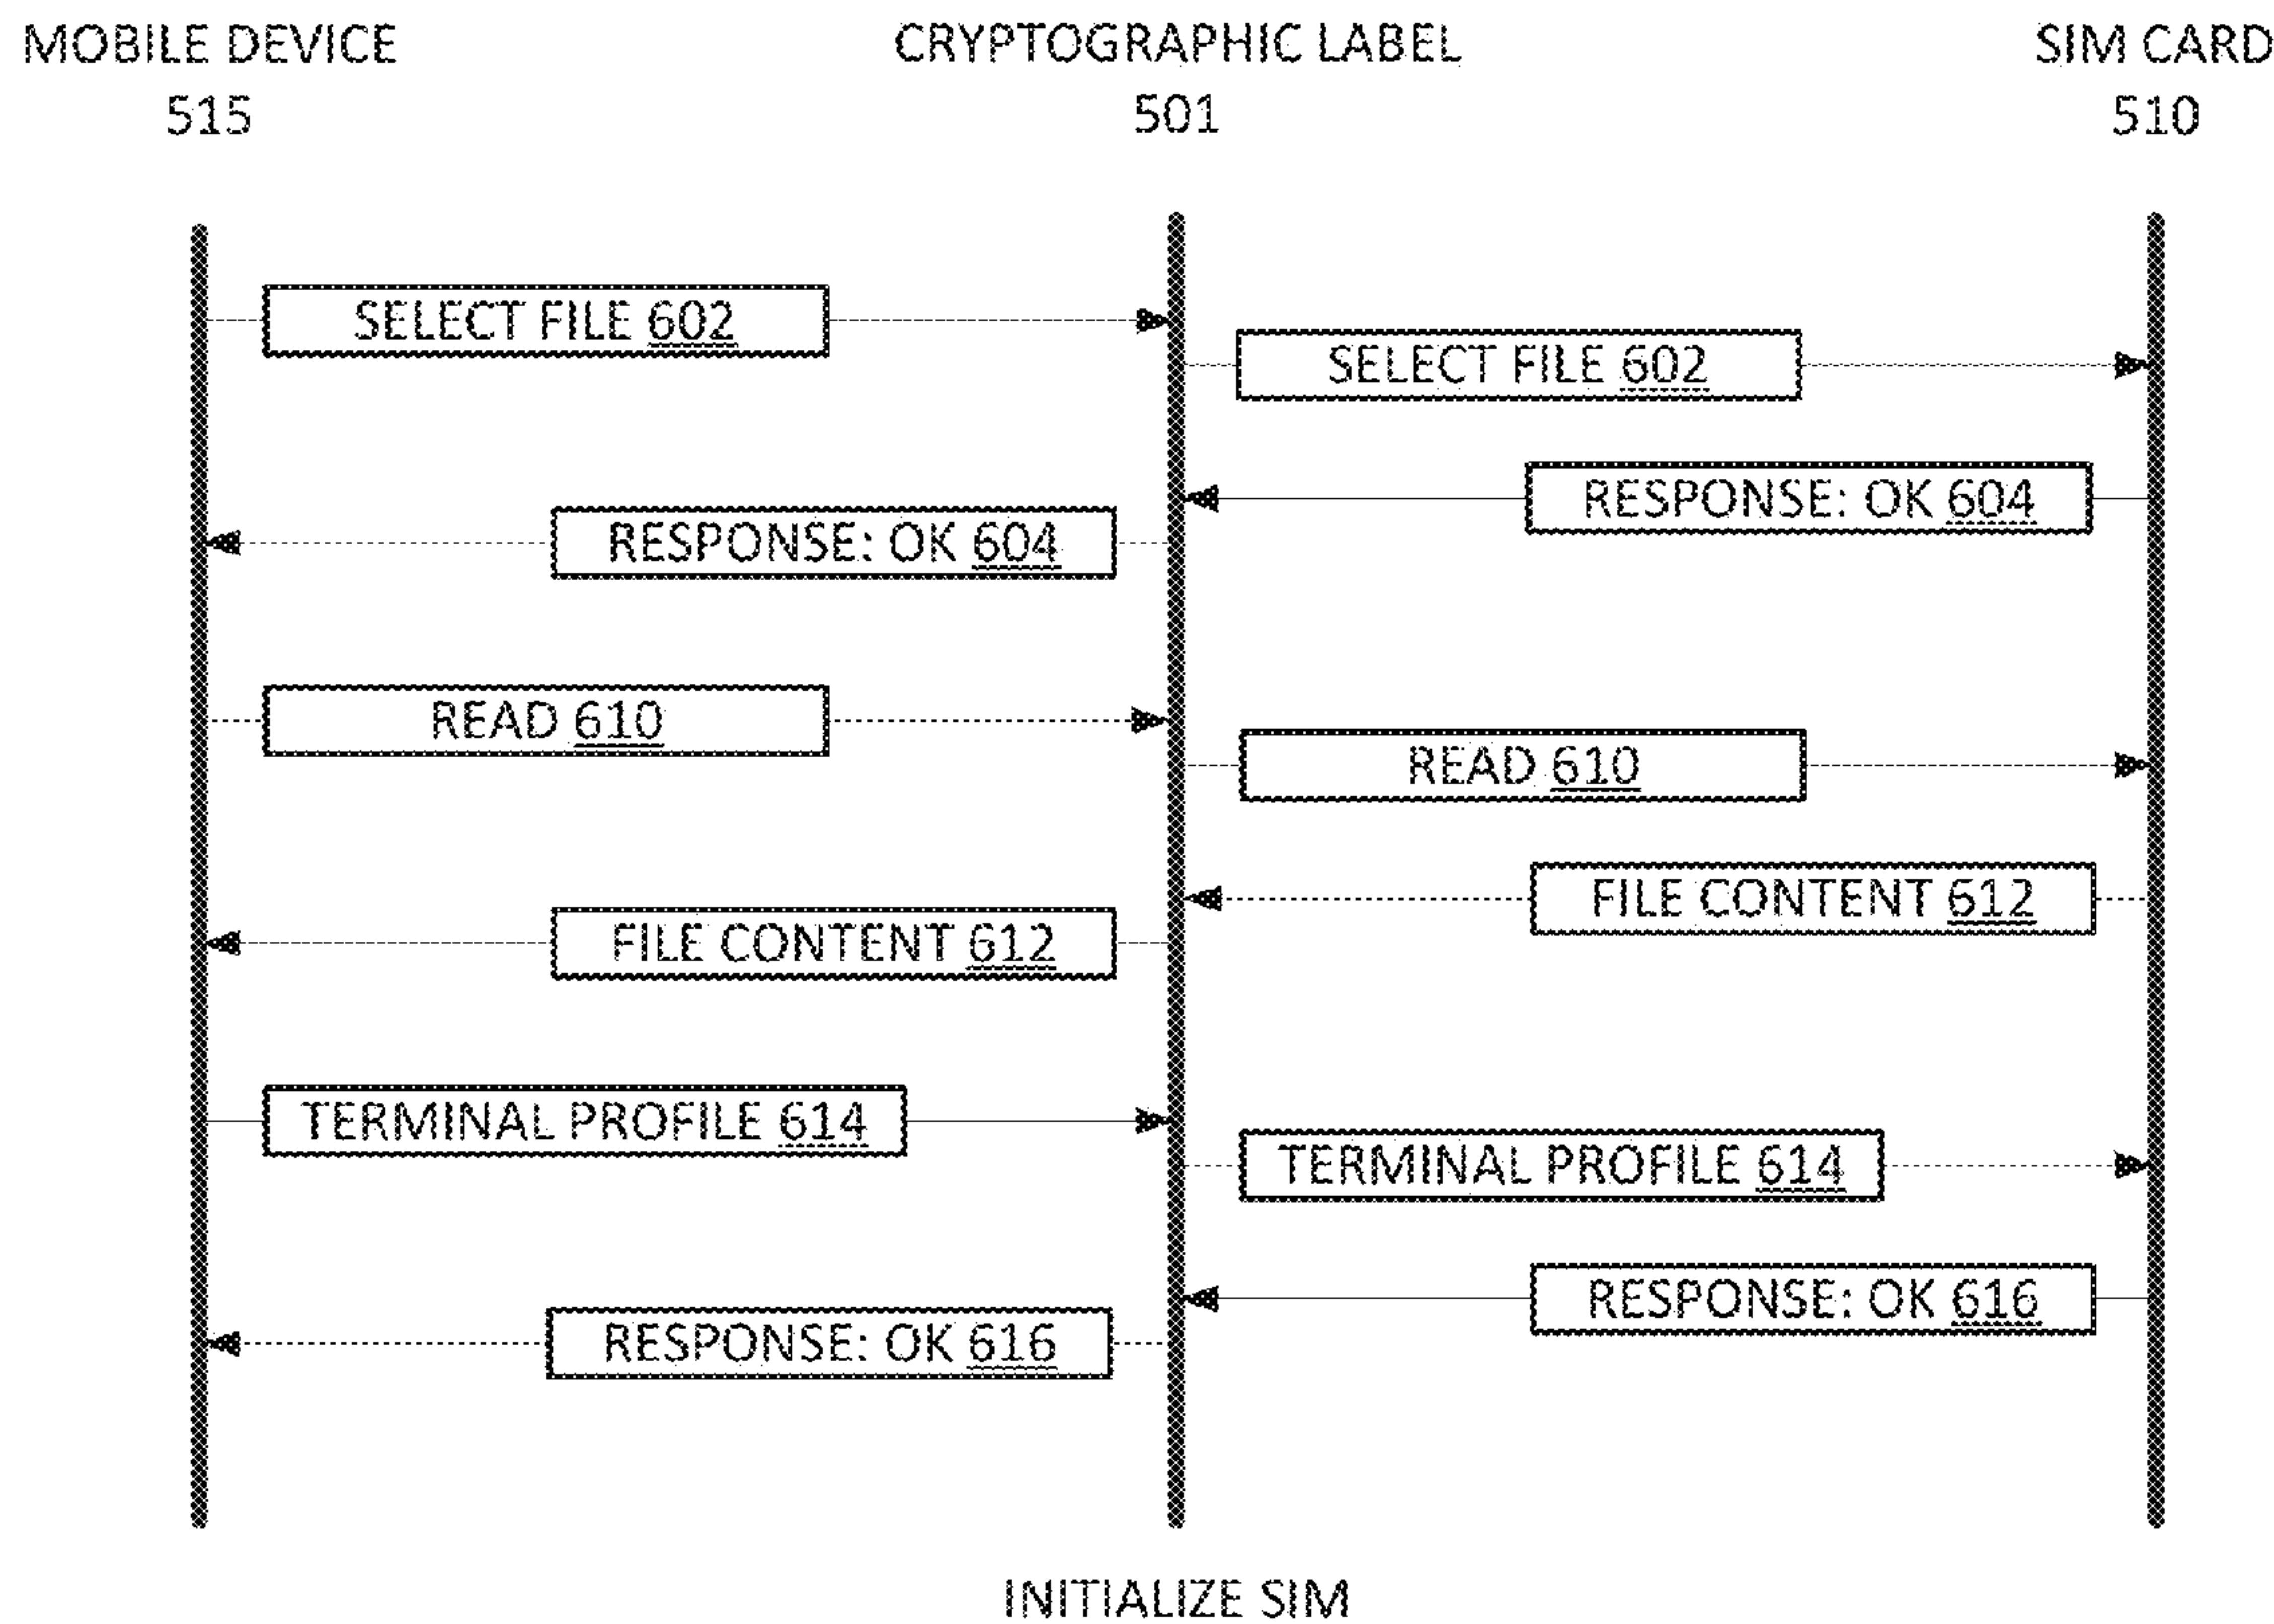 MOBILE DEVICE
515
CRYPTOGRAPHIC LABEL
501
SIM CARD
510
SELECT FILE 602
SELECT FILE 602
RESPONSE: OK 604
RESPONSE: OK 604
READ 610
READ 610
FILE CONTENT 612
FILE CONTENT 612
TERMINAL PROFILE 614
TERMINAL PROFILE 614
RESPONSE: OK 616
RESPONSE: OK 616
INITIALIZE SIM